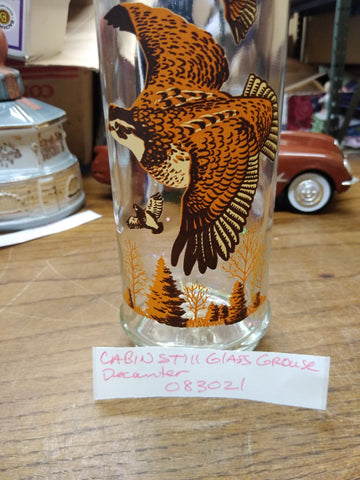 CABIN STILL GLASS GROUSE
Decanter
083021